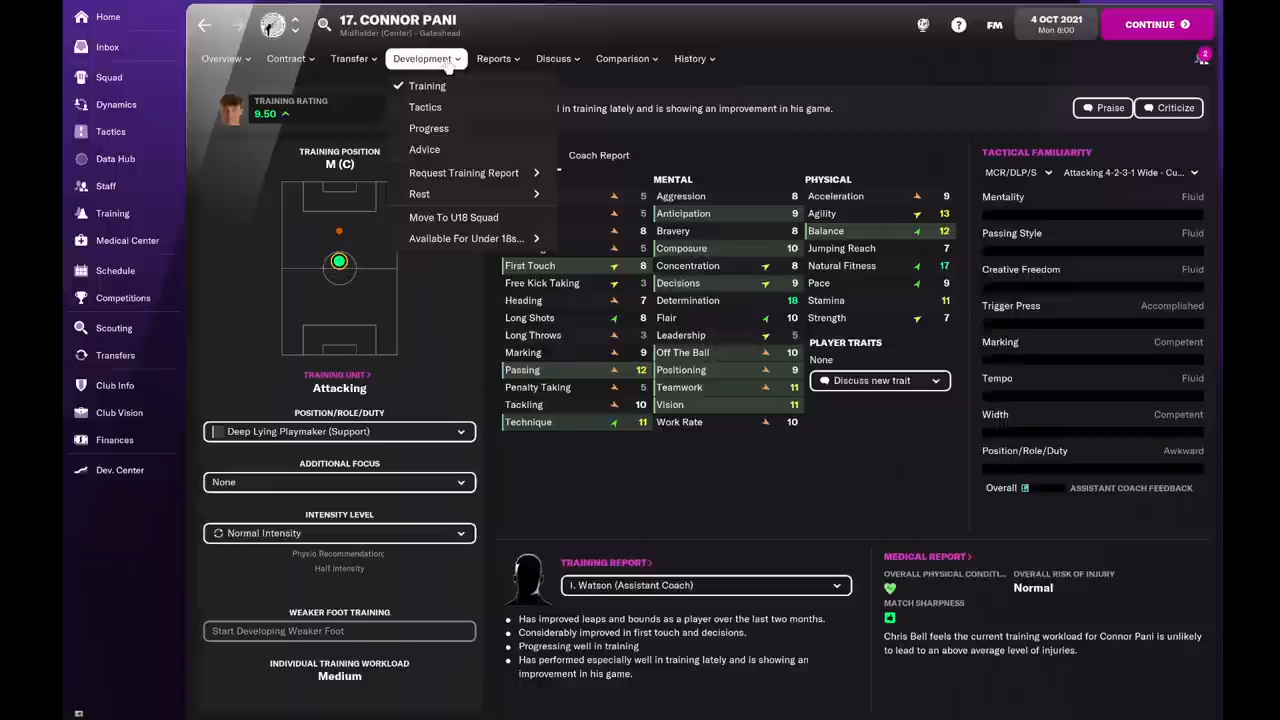 Home
Inbox
Squad
Dynamics
Tactics
Data Hub
Staff
Training
Medical Center
Schedule
Competitions
Scouting
Transfers
Club Info
Club Vision
Finances
Dev. Center
17. CONNOR PANI
Midfielder (Center) - Gateshead
FM
4 OCT 2021
Mon 8:00
CONTINUE
2
Overview
Contract
Transfer
Development
Reports
Discuss
Comparison
History
Training
Tactics
Progress
Advice
Request Training Report
Rest
Move To U18 Squad
Available For Under 18s...
TRAINING RATING
9.50
l in training lately and is showing an improvement in his game.
Praise
Criticize
TRAINING POSITION
M (C)
TRAINING UNIT>
Attacking
POSITION/ROLE/DUTY
Deep Lying Playmaker (Support)
ADDITIONAL FOCUS
None
INTENSITY LEVEL
Normal Intensity
Physio Recommendation:
Half Intensity
WEAKER FOOT TRAINING
Start Developing Weaker Foot
INDIVIDUAL TRAINING WORKLOAD
Medium
Coach Report
5
5
8
5
First Touch 8
Free Kick Taking 3
Heading 7
Long Shots 8
Long Throws 3
Marking 9
Passing 12
Penalty Taking 5
Tackling 10
Technique 11
MENTAL
Aggression 8
Anticipation 9
Bravery 8
Composure 10
Concentration 8
Decisions 9
Determination 18
Flair 10
Leadership 5
Off The Ball 10
Positioning 9
Teamwork 11
Vision 11
Work Rate 10
PHYSICAL
Acceleration 9
Agility 13
Balance 12
Jumping Reach 7
Natural Fitness 17
Pace 9
Stamina 11
Strength 7
PLAYER TRAITS
None
Discuss new trait
TACTICAL FAMILIARITY
MCR/DLP/S
Attacking 4-2-3-1 Wide - Cu...
Mentality Fluid
Passing Style Fluid
Creative Freedom Fluid
Trigger Press Accomplished
Marking Competent
Tempo Fluid
Width Competent
Position/Role/Duty Awkward
Overall ASSISTANT COACH FEEDBACK
TRAINING REPORT>
I. Watson (Assistant Coach)
Has improved leaps and bounds as a player over the last two months.
Considerably improved in first touch and decisions.
Progressing well in training
Has performed especially well in training lately and is showing an
improvement in his game.
MEDICAL REPORT>
OVERALL PHYSICAL CONDITI...
OVERALL RISK OF INJURY
Normal
MATCH SHARPNESS
Chris Bell feels the current training workload for Connor Pani is unlikely
to lead to an above average level of injuries.